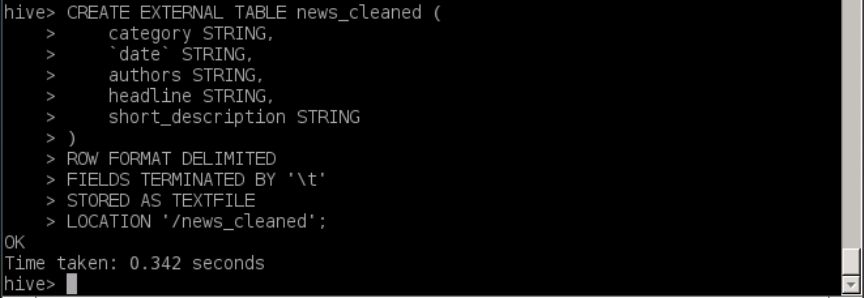 hive> CREATE EXTERNAL TABLE news_cleaned (
    >     category STRING,
    >     `date` STRING,
    >     authors STRING,
    >     headline STRING,
    >     short_description STRING
    > )
    > ROW FORMAT DELIMITED
    > FIELDS TERMINATED BY '\t'
    > STORED AS TEXTFILE
    > LOCATION '/news_cleaned';
OK
Time taken: 0.342 seconds
hive>